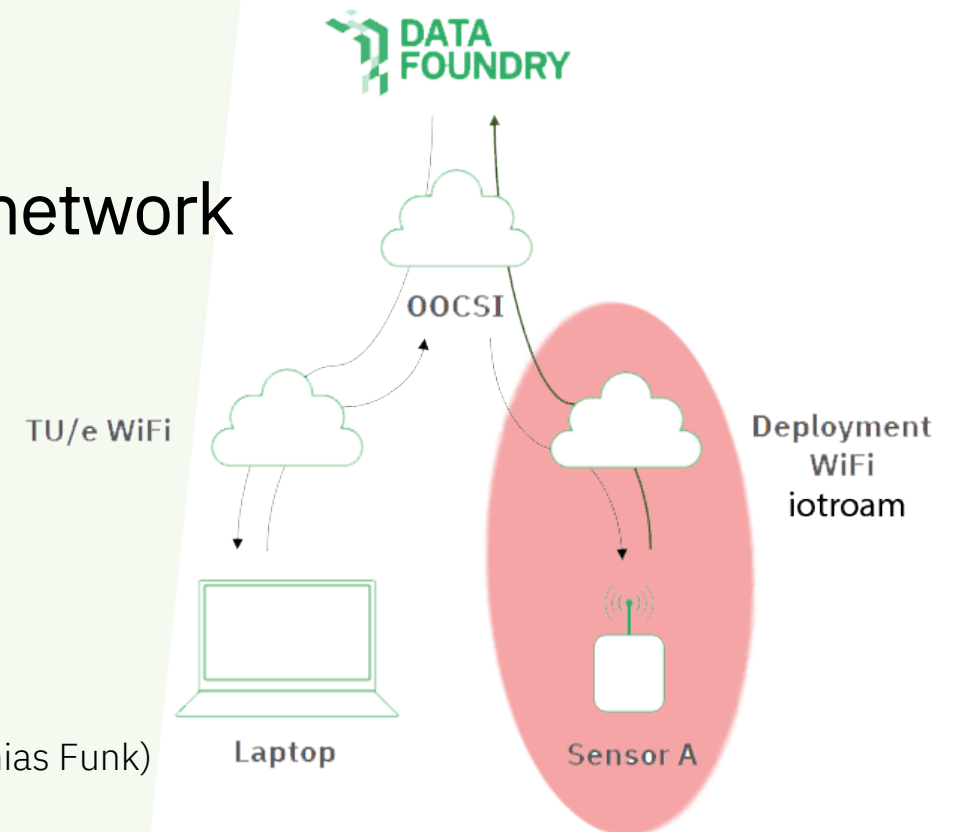 DATA
FOUNDRY
network
OOCSI
TU/e WiFi
Deployment
WiFi
iotroam
Laptop
Sensor A
ias Funk)